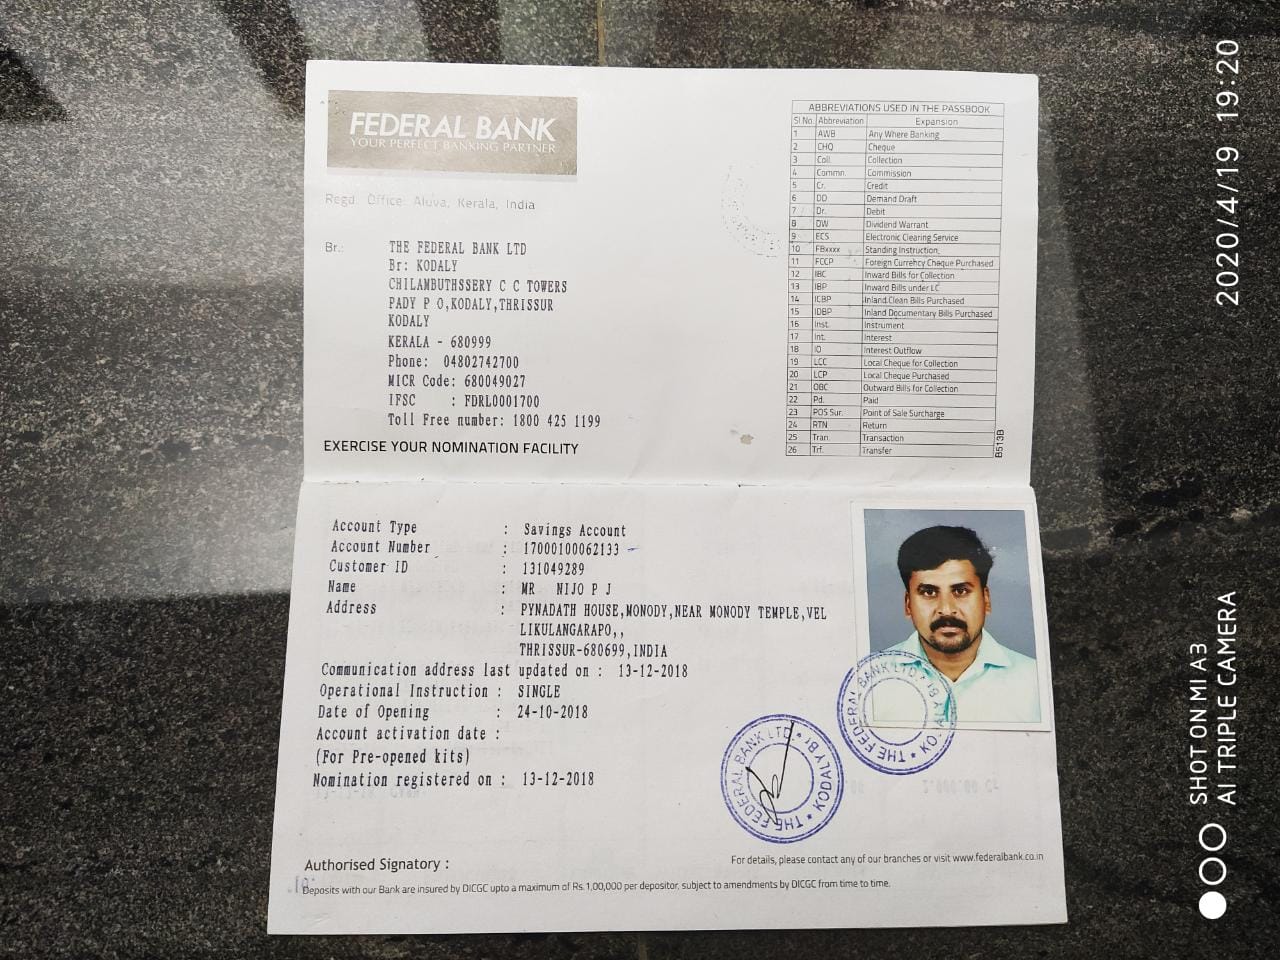 FEDERAL BANK
YOUR PERFECT BANKING PARTNER
Regd. Office: Aluva, Kerala, India
Br.: THE FEDERAL BANK LTD
Br: KODALY
CHILAMBUTHSSERY C C TOWERS
PADY P O,KODALY,THRISSUR
KODALY
KERALA - 680999
Phone: 04802742700
MICR Code: 680049027
IFSC : FDRL0001700
Toll Free number: 1800 425 1199
EXERCISE YOUR NOMINATION FACILITY
ABBREVIATIONS USED IN THE PASSBOOK
Sl No. Abbreviation Expansion
1 AWB Any Where Banking
2 CHQ Cheque
3 Coll. Collection
4 Commn. Commission
5 Cr. Credit
6 DD Demand Draft
7 Dr. Debit
8 DW Dividend Warrant
9 ECS Electronic Clearing Service
10 FBxxxx Standing Instruction
11 FCCP Foreign Currency Cheque Purchased
12 IBC Inward Bills for Collection
13 IBP Inward Bills under LC
14 ICBP Inland Clean Bills Purchased
15 IDBP Inland Documentary Bills Purchased
16 Inst. Instrument
17 Int. Interest
18 IO Interest Outflow
19 LCC Local Cheque for Collection
20 LCP Local Cheque Purchased
21 OBC Outward Bills for Collection
22 Pd. Paid
23 POS Sur. Point of Sale Surcharge
24 RTN Return
25 Tran. Transaction
26 Trf. Transfer
B513B
Account Type : Savings Account
Account Number : 17000100062133
Customer ID : 131049289
Name : MR NIJO P J
Address : PYNADATH HOUSE,MONODY,NEAR MONODY TEMPLE,VEL
LIKULANGARAPO,,
THRISSUR-680699,INDIA
Communication address last updated on : 13-12-2018
Operational Instruction : SINGLE
Date of Opening : 24-10-2018
Account activation date :
(For Pre-opened kits)
Nomination registered on : 13-12-2018
THE FEDERAL BANK LTD. * KODALY *
THE FEDERAL BANK LTD. * KODALY *
Authorised Signatory :
For details, please contact any of our branches or visit www.federalbank.co.in
Deposits with our Bank are insured by DICGC upto a maximum of Rs.1,00,000 per depositor, subject to amendments by DICGC from time to time.
2020/4/19 19:20
SHOT ON MI A3
AI TRIPLE CAMERA